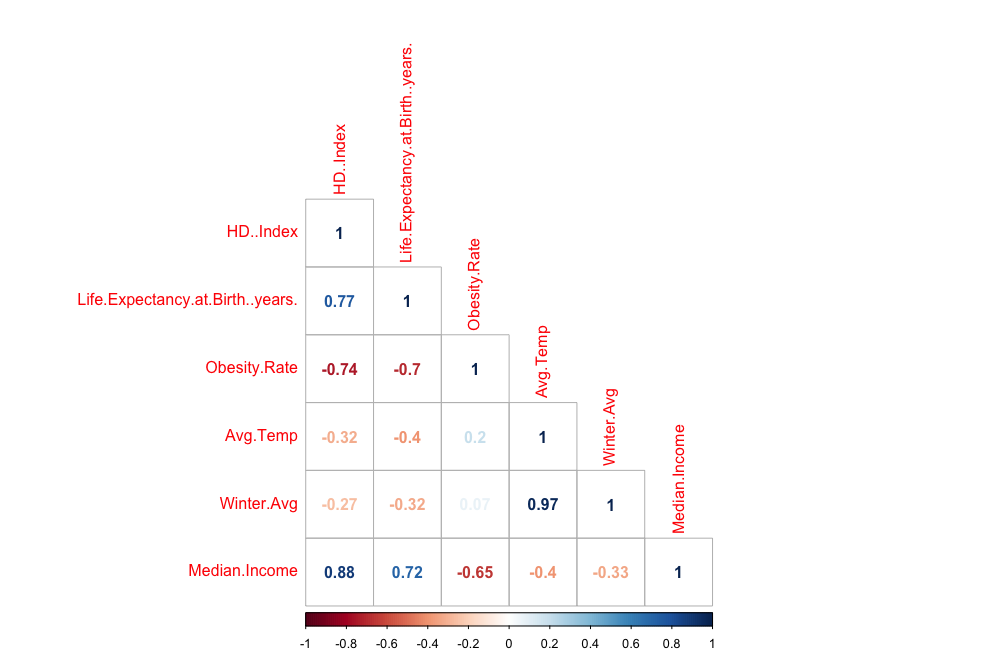 Life.Expectancy.at.Birth..years.
HD..Index
HD..Index 1
Life.Expectancy.at.Birth..years. 0.77 1
Obesity.Rate
Obesity.Rate -0.74 -0.7 1
Avg.Temp
Avg.Temp -0.32 -0.4 0.2 1
Winter.Avg
Winter.Avg -0.27 -0.32 0.07 0.97 1
Median.Income
Median.Income 0.88 0.72 -0.65 -0.4 -0.33 1
-1 -0.8 -0.6 -0.4 -0.2 0 0.2 0.4 0.6 0.8 1